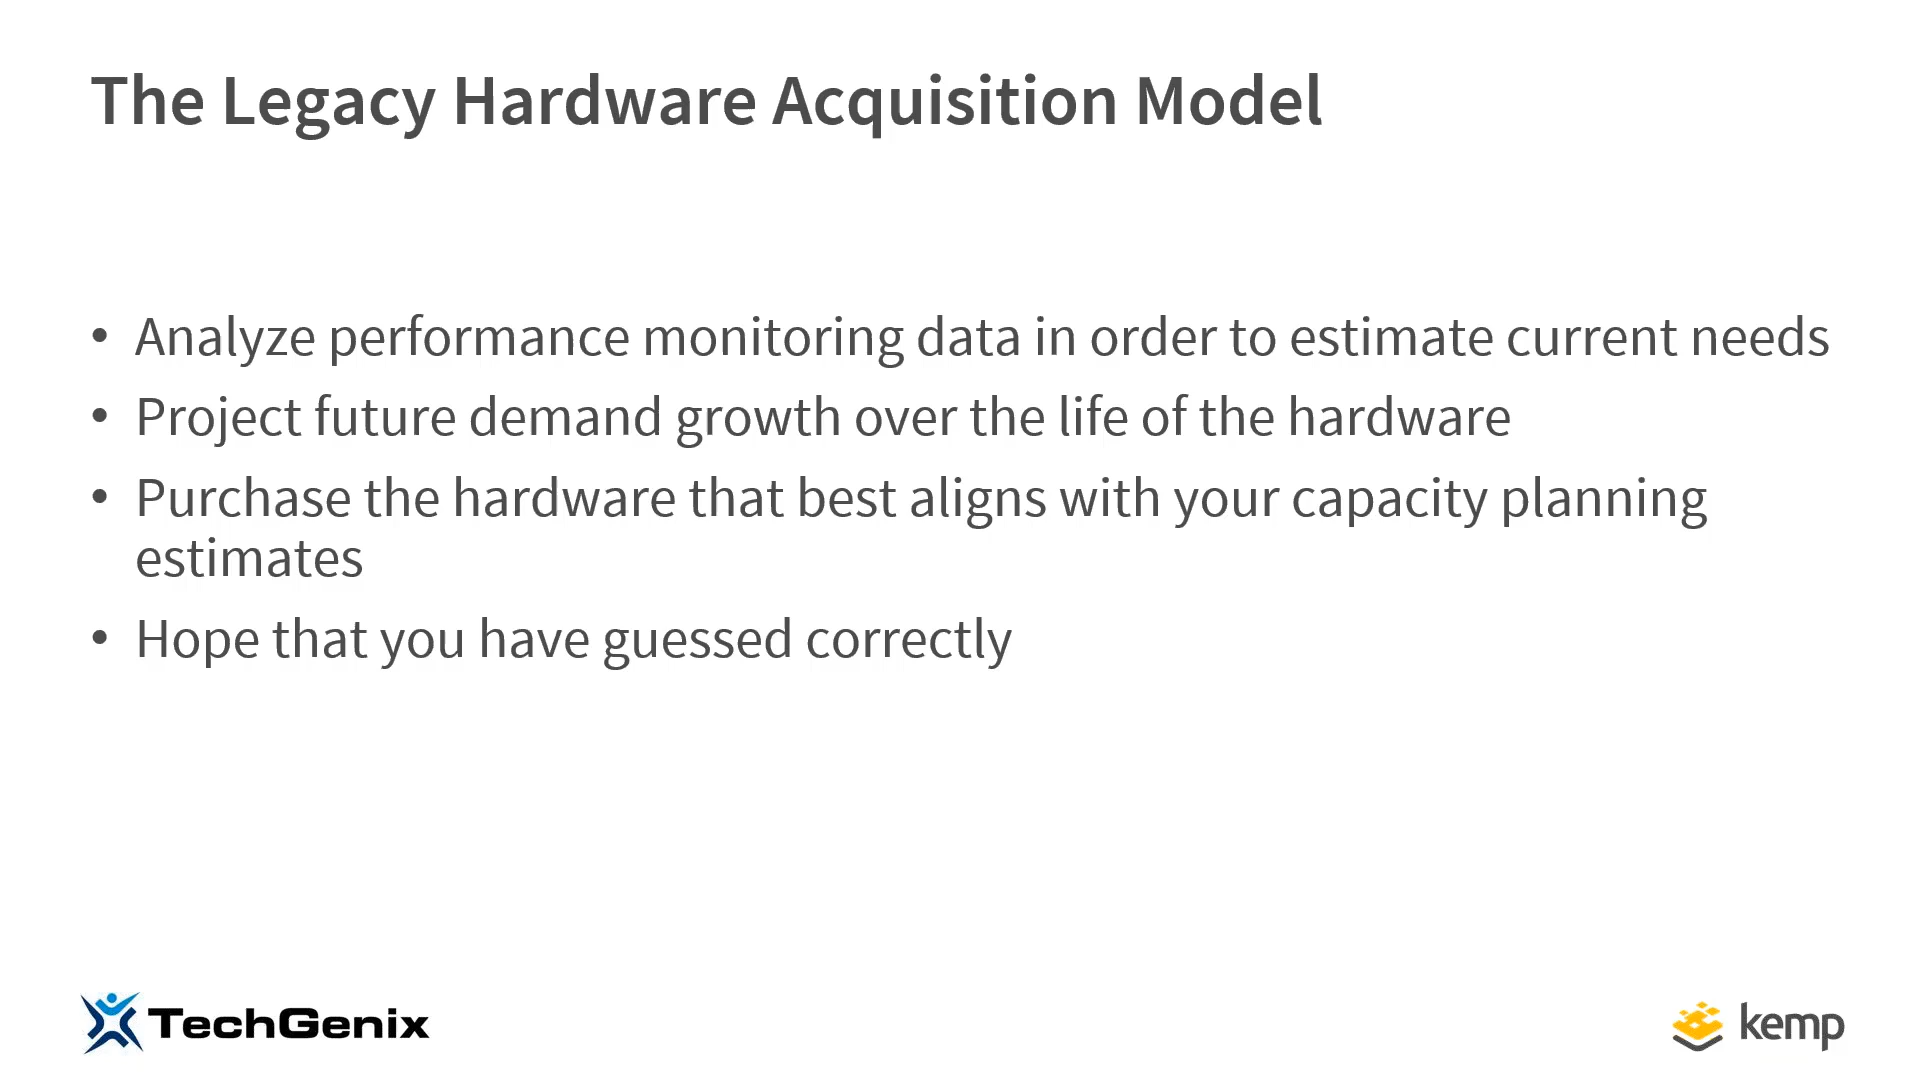 The Legacy Hardware Acquisition Model
• Analyze performance monitoring data in order to estimate current needs
• Project future demand growth over the life of the hardware
• Purchase the hardware that best aligns with your capacity planning
estimates
• Hope that you have guessed correctly
TechGenix
kemp